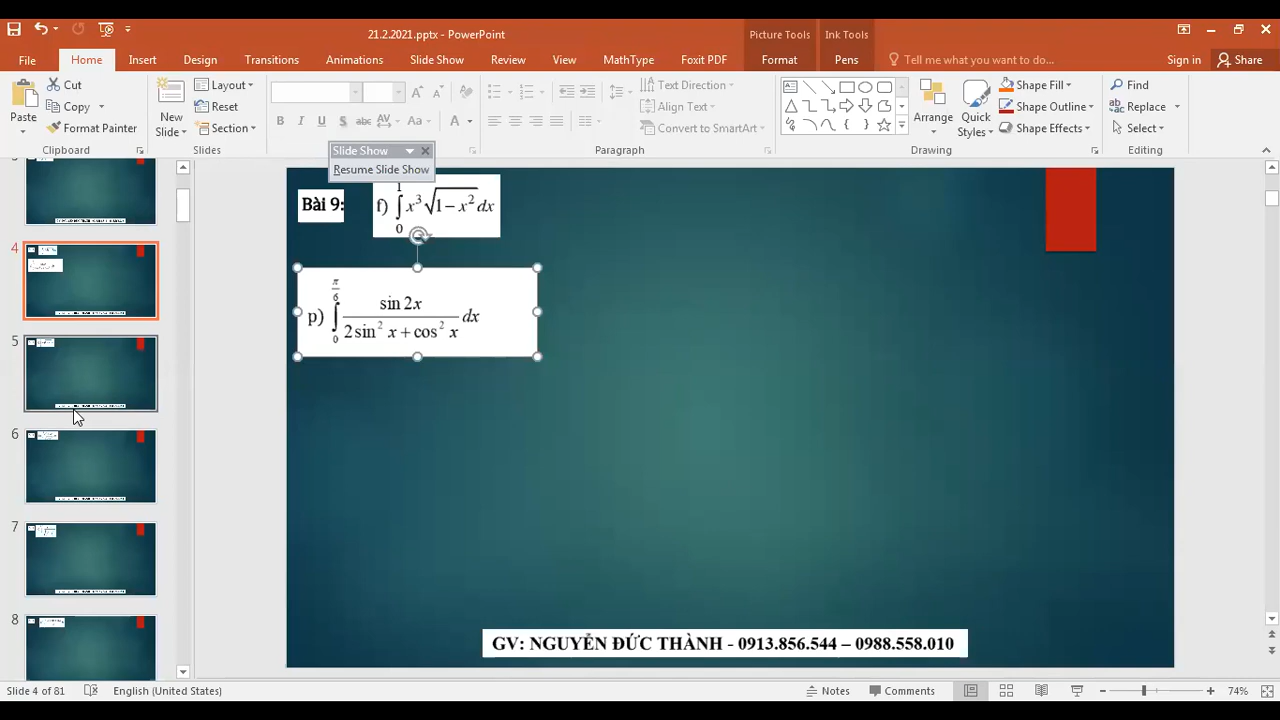 21.2.2021.pptx - PowerPoint
Picture Tools
Ink Tools
Sign in
Share
File
Home
Insert
Design
Transitions
Animations
Slide Show
Review
View
MathType
Foxit PDF
Format
Pens
Tell me what you want to do...
Paste
Cut
Copy
Format Painter
Clipboard
New Slide
Layout
Reset
Section
Slides
B I U S abc AV Aa A
Text Direction
Align Text
Convert to SmartArt
Paragraph
Arrange
Quick Styles
Shape Fill
Shape Outline
Shape Effects
Drawing
Find
Replace
Select
Editing
Slide Show
Resume Slide Show
4
5
6
7
8
Bài 9:
f) ∫₀¹ x³√(1 − x²) dx
p) ∫₀^(π/6) sin 2x / (2 sin² x + cos² x) dx
GV: NGUYỄN ĐỨC THÀNH - 0913.856.544 – 0988.558.010
Slide 4 of 81
English (United States)
Notes
Comments
74%